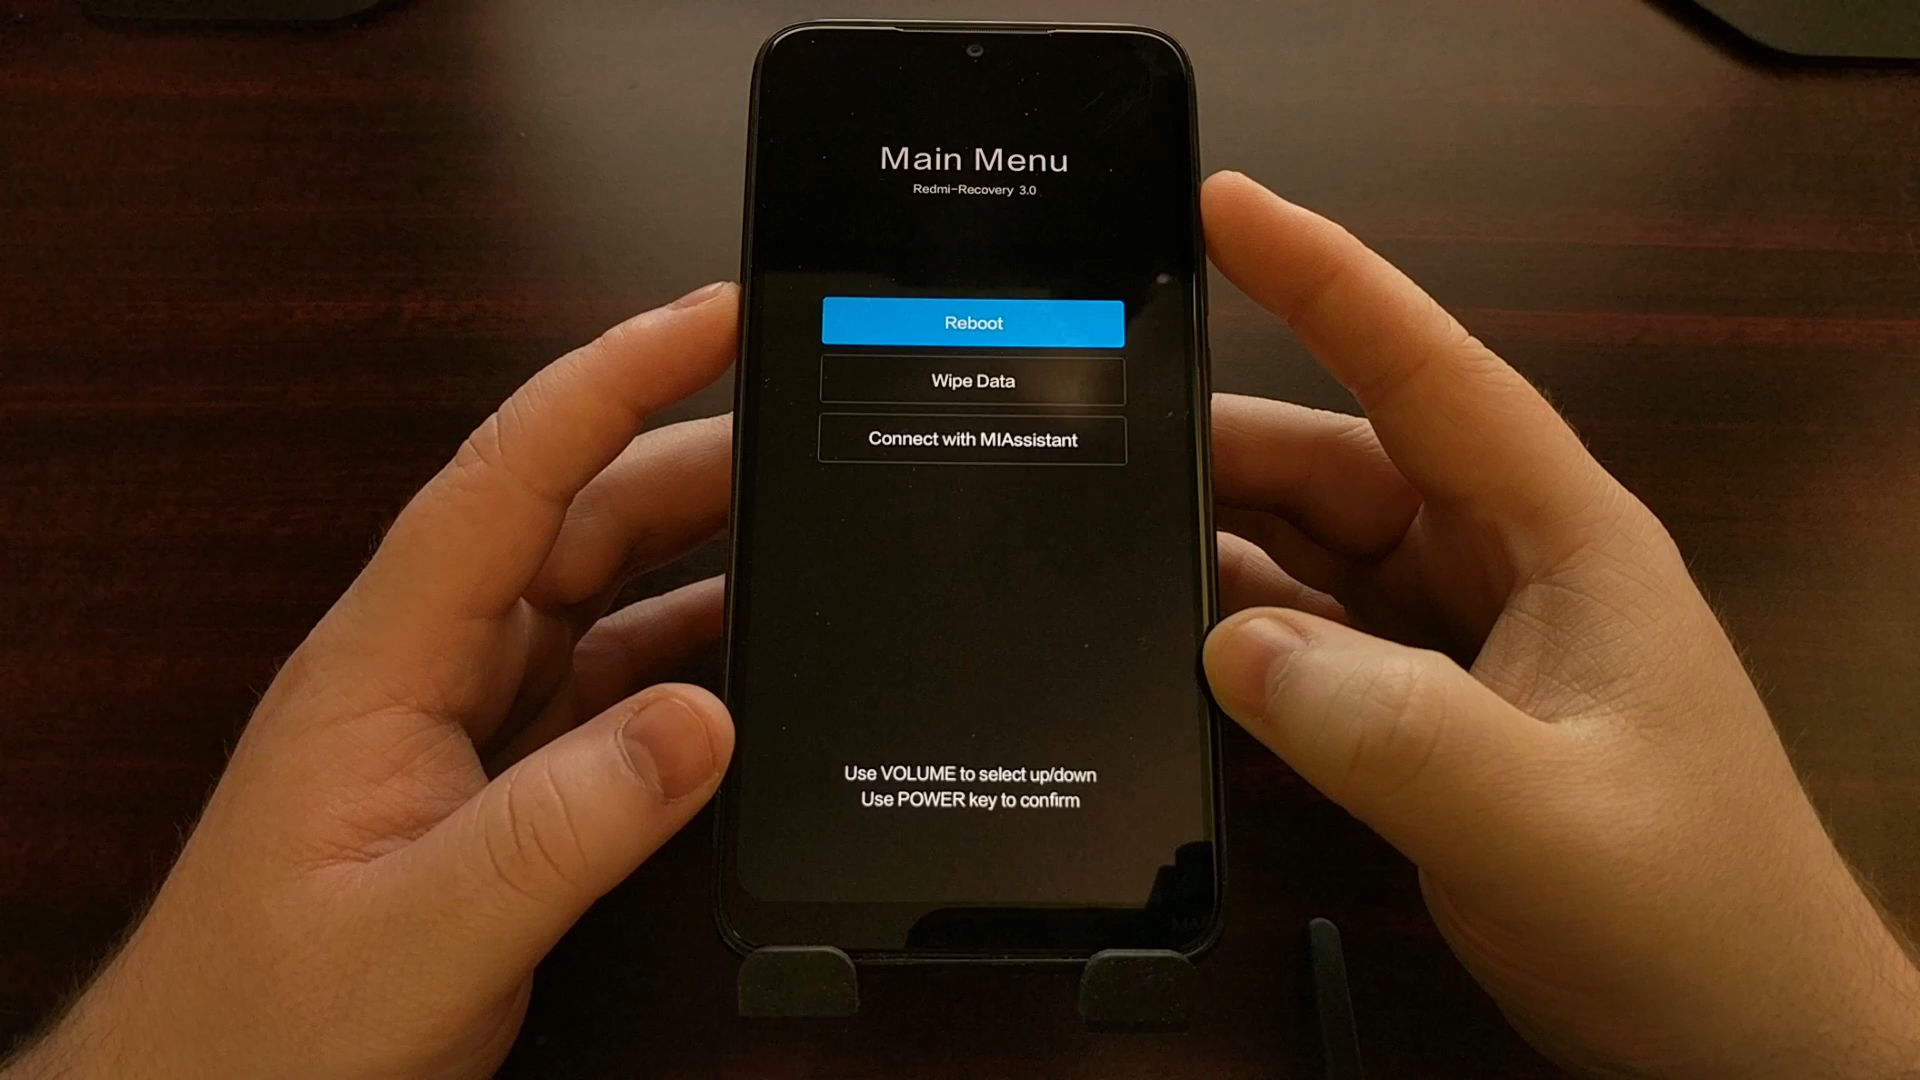 Main Menu
Redmi-Recovery 3.0
Reboot
Wipe Data
Connect with MIAssistant
Use VOLUME to select up/down
Use POWER key to confirm